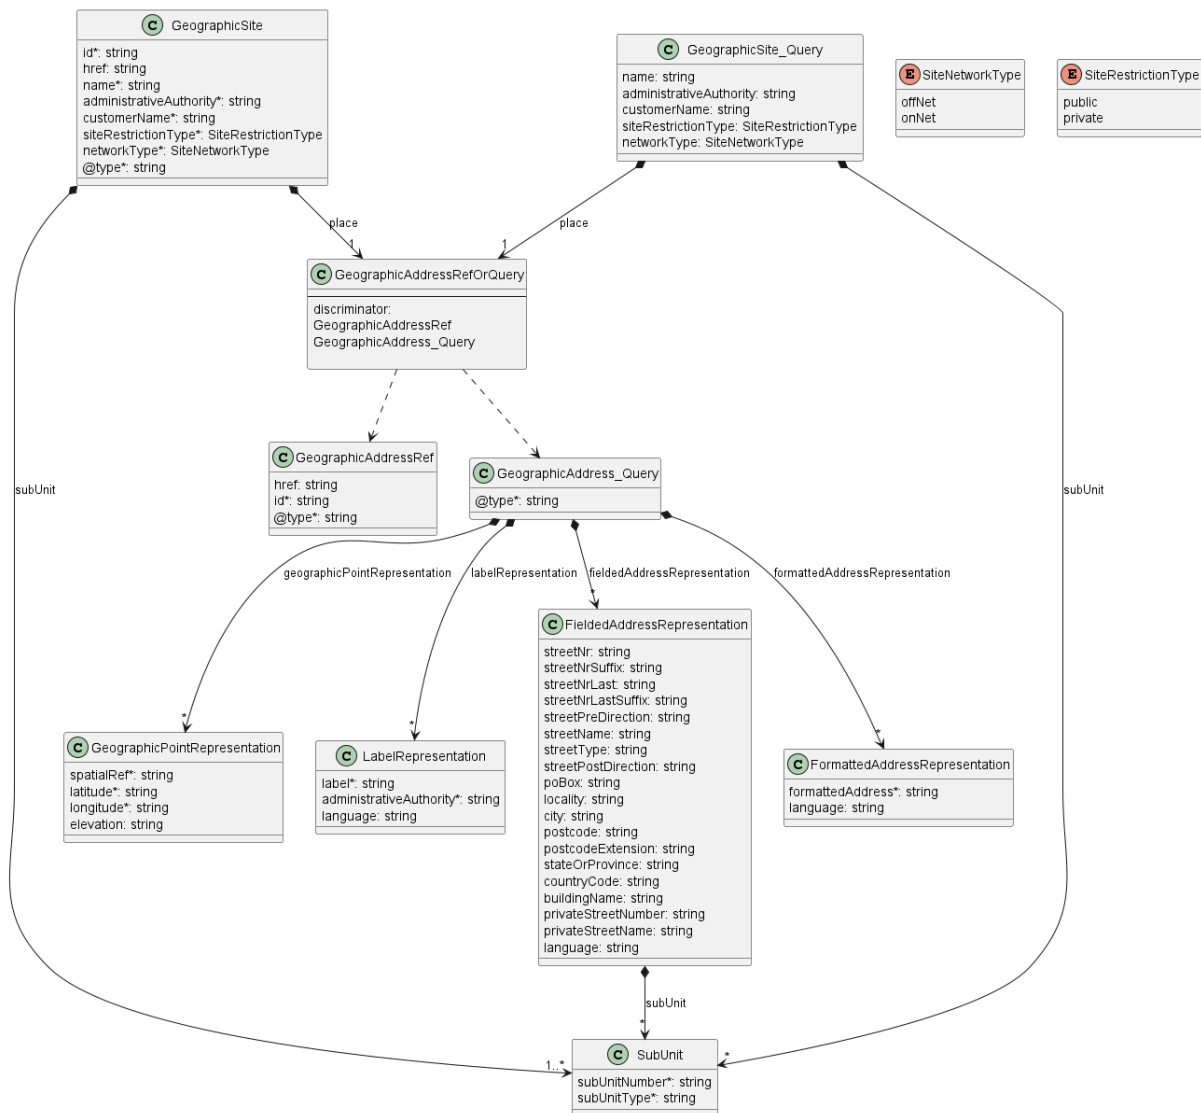 C GeographicSite
id*: string
href: string
name*: string
administrativeAuthority*: string
customerName*: string
siteRestrictionType*: SiteRestrictionType
networkType*: SiteNetworkType
@type*: string
C GeographicSite_Query
name: string
administrativeAuthority: string
customerName: string
siteRestrictionType: SiteRestrictionType
networkType: SiteNetworkType
E SiteNetworkType
offNet
onNet
E SiteRestrictionType
public
private
place
1
place
1
C GeographicAddressRefOrQuery
discriminator:
GeographicAddressRef
GeographicAddress_Query
C GeographicAddressRef
href: string
id*: string
@type*: string
C GeographicAddress_Query
@type*: string
subUnit
subUnit
geographicPointRepresentation
labelRepresentation
fieldedAddressRepresentation
formattedAddressRepresentation
*
*
*
*
C GeographicPointRepresentation
spatialRef*: string
latitude*: string
longitude*: string
elevation: string
C LabelRepresentation
label*: string
administrativeAuthority*: string
language: string
C FieldedAddressRepresentation
streetNr: string
streetNrSuffix: string
streetNrLast: string
streetNrLastSuffix: string
streetPreDirection: string
streetName: string
streetType: string
streetPostDirection: string
poBox: string
locality: string
city: string
postcode: string
postcodeExtension: string
stateOrProvince: string
countryCode: string
buildingName: string
privateStreetNumber: string
privateStreetName: string
language: string
C FormattedAddressRepresentation
formattedAddress*: string
language: string
subUnit
*
1..*
*
C SubUnit
subUnitNumber*: string
subUnitType*: string